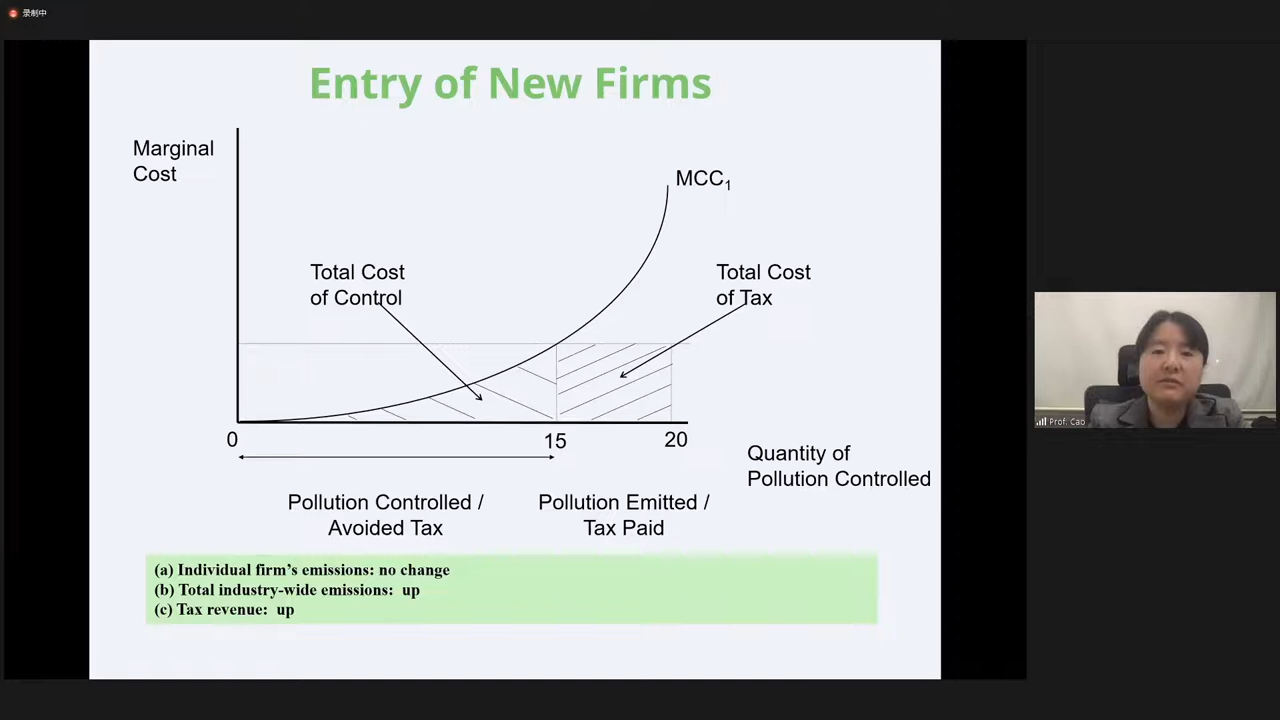 录制中
Entry of New Firms
Marginal
Cost
MCC₁
Total Cost
of Control
Total Cost
of Tax
0
15
20
Quantity of
Pollution Controlled
Pollution Controlled /
Avoided Tax
Pollution Emitted /
Tax Paid
(a) Individual firm's emissions: no change
(b) Total industry-wide emissions: up
(c) Tax revenue: up
Prof. Cao